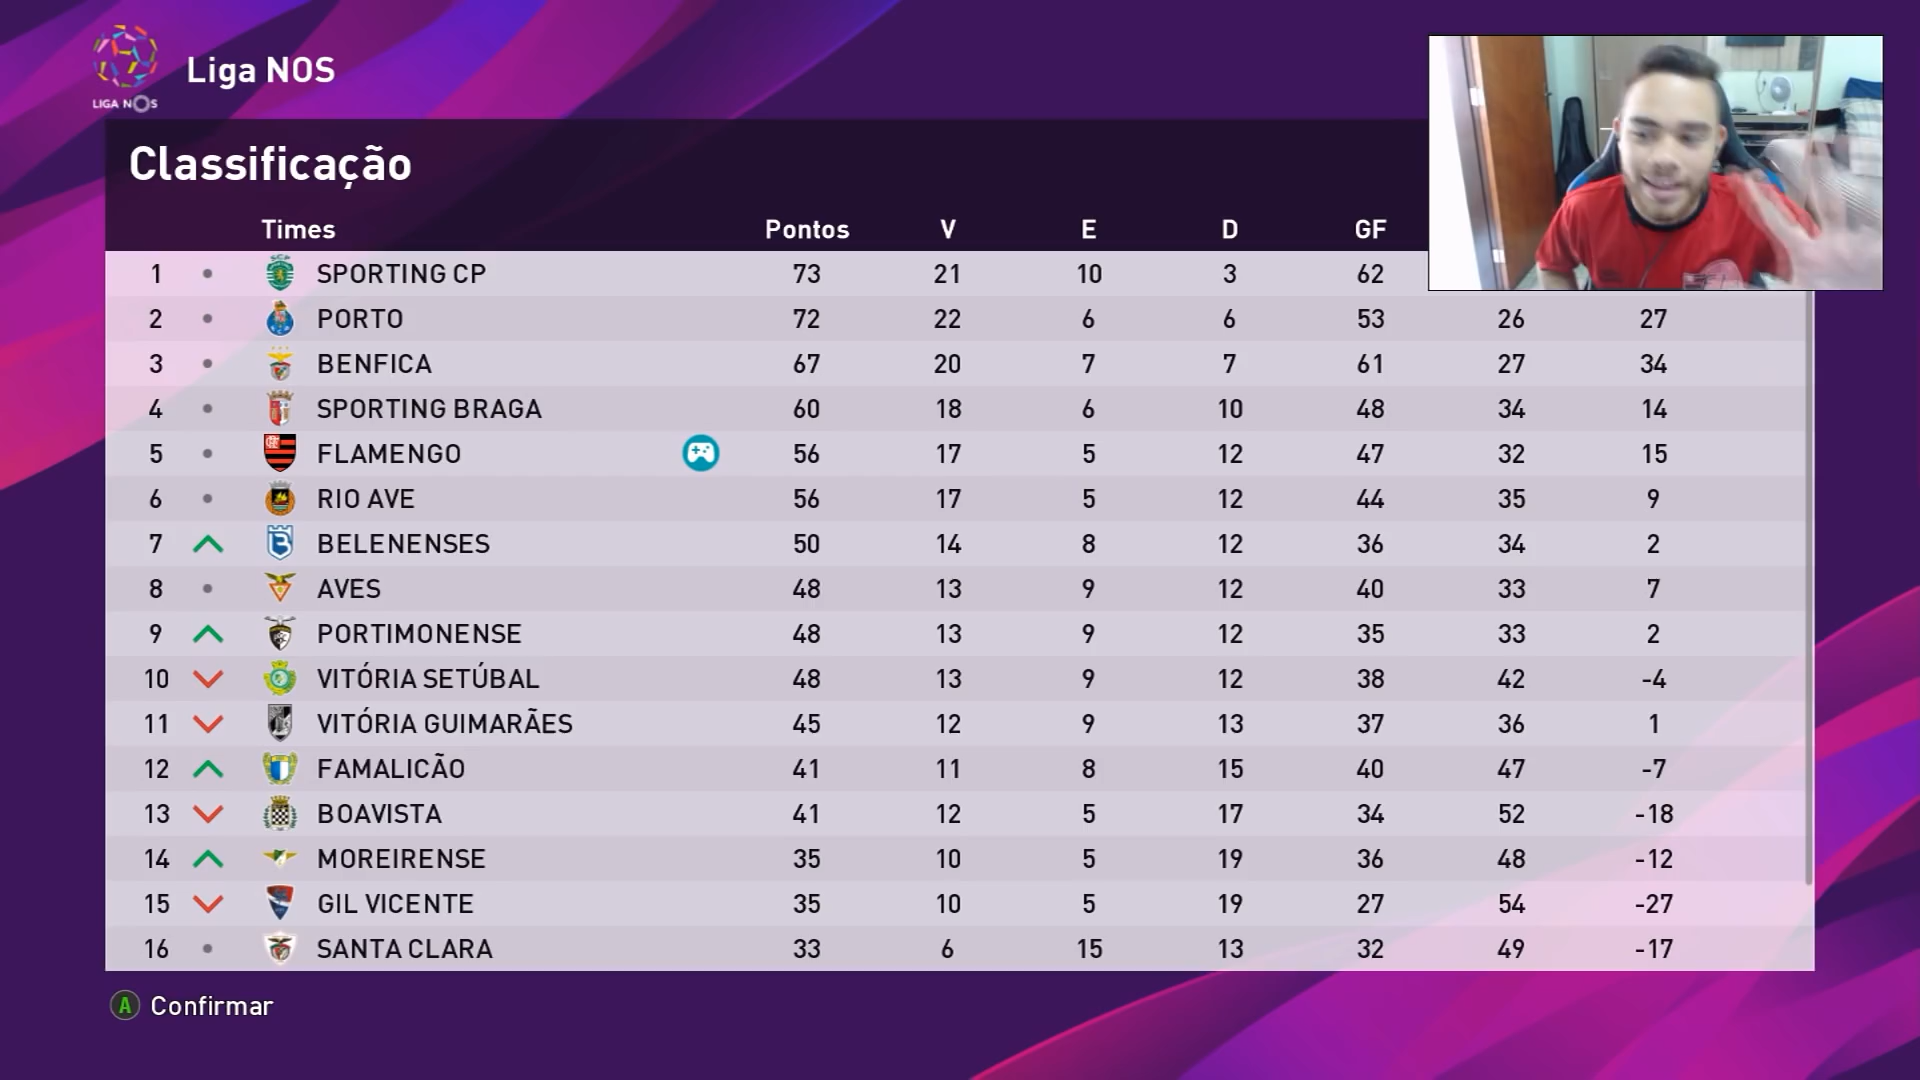 LIGA NOS
Liga NOS
Classificação
Times Pontos V E D GF
1 SPORTING CP 73 21 10 3 62
2 PORTO 72 22 6 6 53 26 27
3 BENFICA 67 20 7 7 61 27 34
4 SPORTING BRAGA 60 18 6 10 48 34 14
5 FLAMENGO 56 17 5 12 47 32 15
6 RIO AVE 56 17 5 12 44 35 9
7 BELENENSES 50 14 8 12 36 34 2
8 AVES 48 13 9 12 40 33 7
9 PORTIMONENSE 48 13 9 12 35 33 2
10 VITÓRIA SETÚBAL 48 13 9 12 38 42 -4
11 VITÓRIA GUIMARÃES 45 12 9 13 37 36 1
12 FAMALICÃO 41 11 8 15 40 47 -7
13 BOAVISTA 41 12 5 17 34 52 -18
14 MOREIRENSE 35 10 5 19 36 48 -12
15 GIL VICENTE 35 10 5 19 27 54 -27
16 SANTA CLARA 33 6 15 13 32 49 -17
A Confirmar